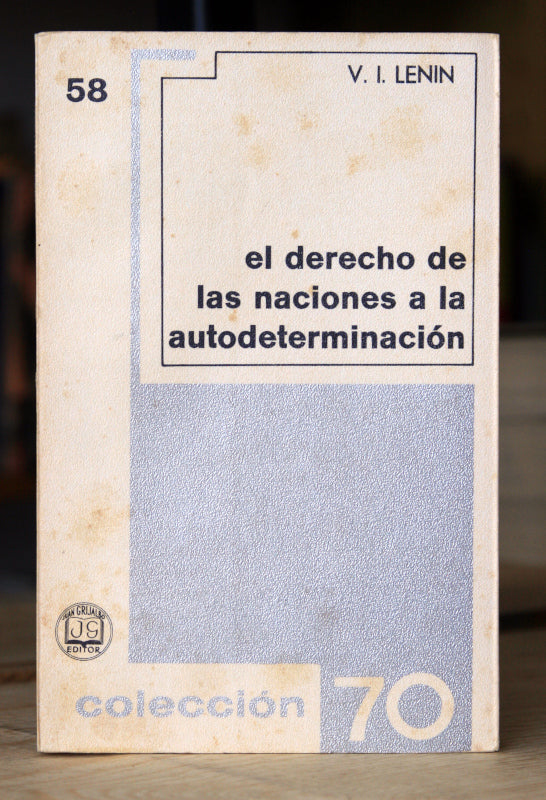 58
V. I. LENIN
el derecho de
las naciones a la
autodeterminación
JUAN GRIJALBO
JG
EDITOR
colección 70